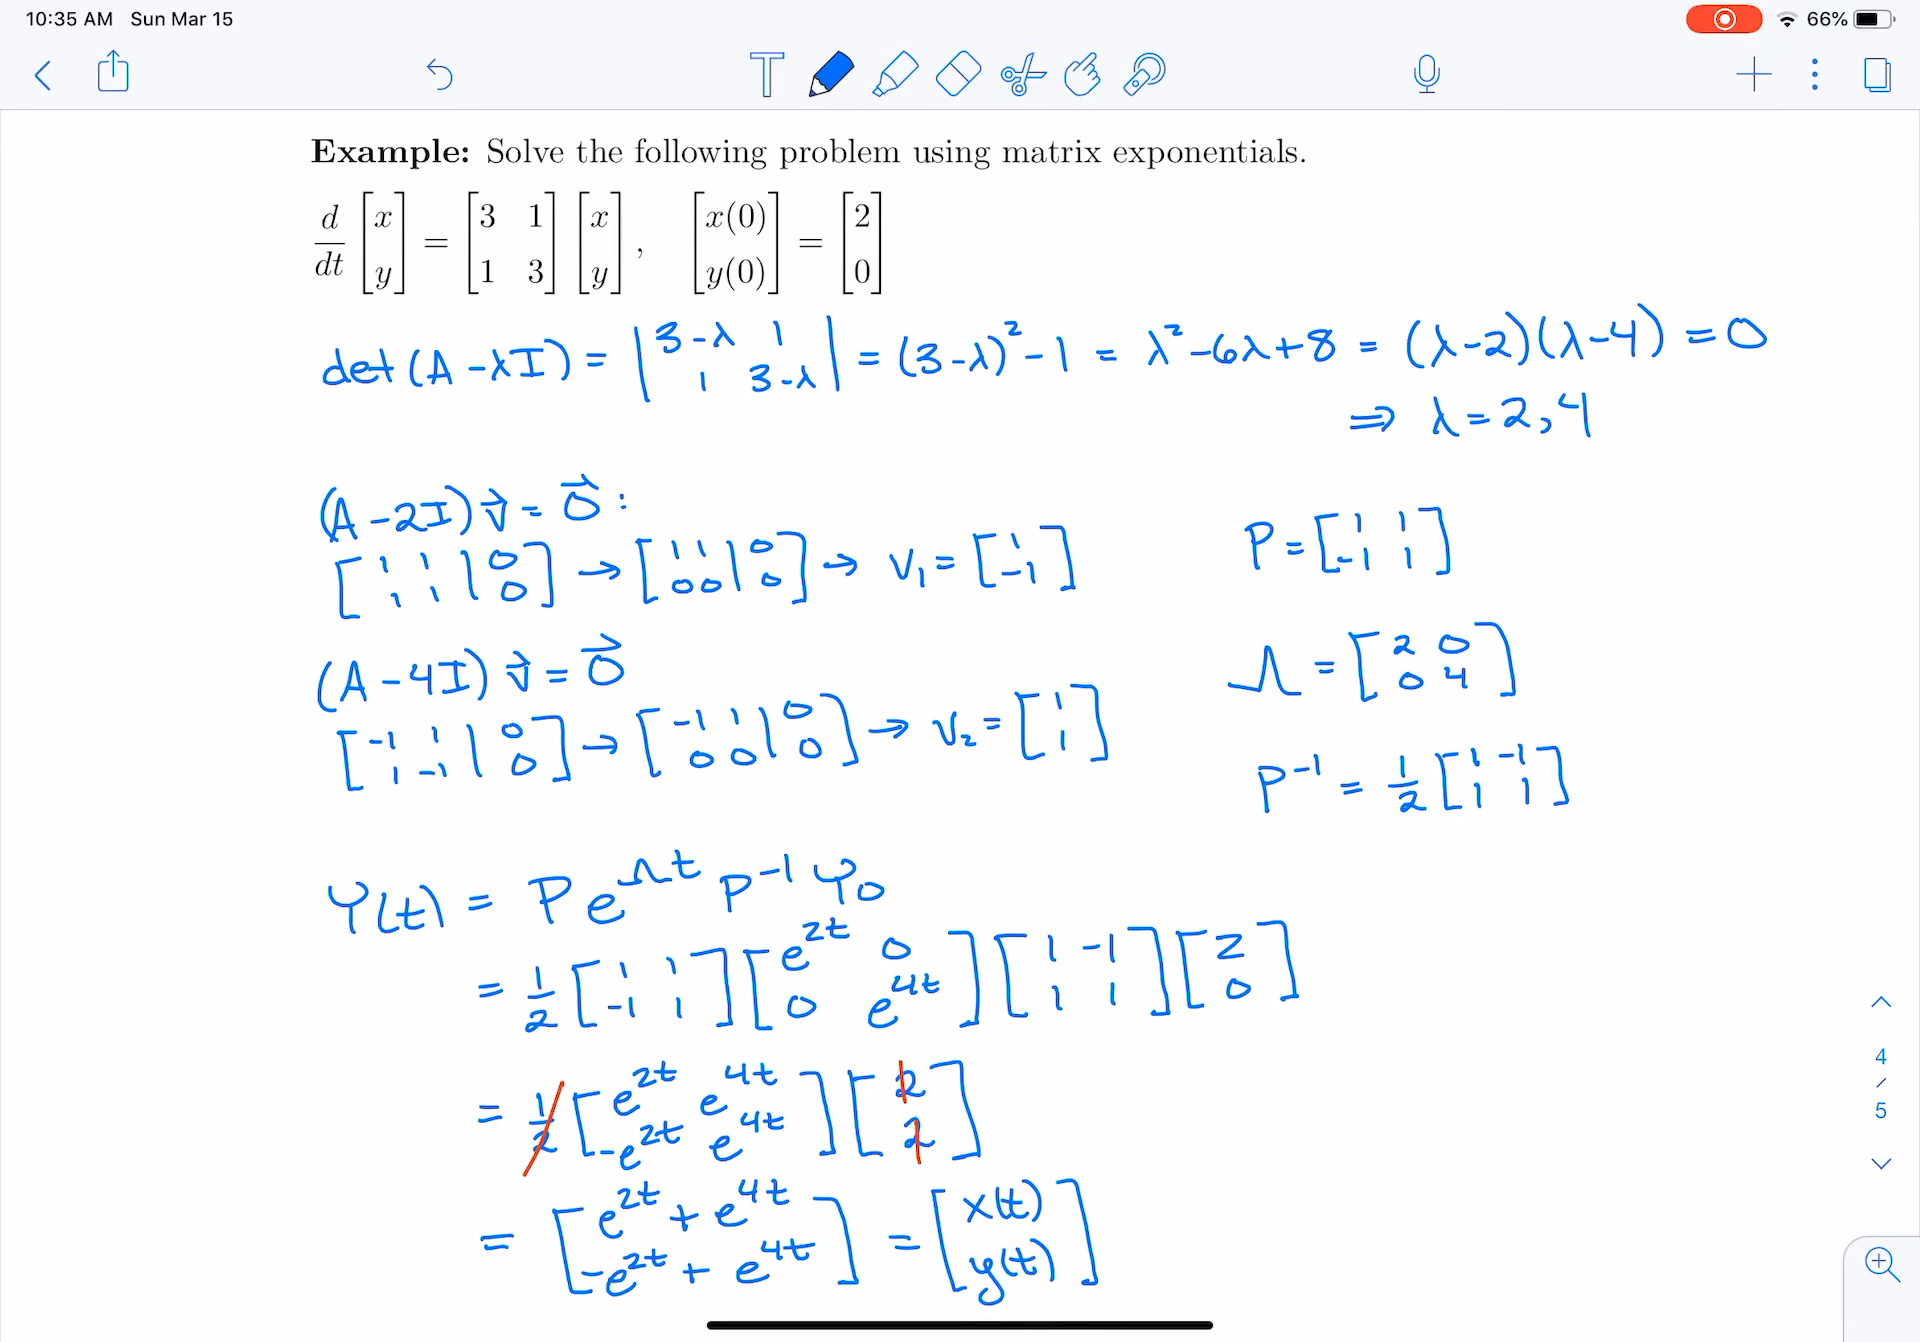 10:35 AM Sun Mar 15 66%
Example: Solve the following problem using matrix exponentials.
d/dt [x; y] = [3 1; 1 3] [x; y], [x(0); y(0)] = [2; 0]
det(A-λI) = |3-λ 1; 1 3-λ| = (3-λ)²-1 = λ²-6λ+8 = (λ-2)(λ-4) = 0
⇒ λ=2,4
(A-2I)v⃗ = 0⃗ :
[1 1 | 0; 1 1 | 0] → [1 1 | 0; 0 0 | 0] → v₁ = [1; -1]
P = [1 1; -1 1]
(A-4I)v⃗ = 0⃗
Λ = [2 0; 0 4]
[-1 1 | 0; 1 -1 | 0] → [-1 1 | 0; 0 0 | 0] → v₂ = [1; 1]
P⁻¹ = 1/2 [1 -1; 1 1]
Y(t) = P e^{Λt} P⁻¹ Y₀
= 1/2 [1 1; -1 1] [e^{2t} 0; 0 e^{4t}] [1 -1; 1 1] [2; 0]
= 1/2 [e^{2t} e^{4t}; -e^{2t} e^{4t}] [2; 2]
= [e^{2t} + e^{4t}; -e^{2t} + e^{4t}] = [x(t); y(t)]
4
/
5